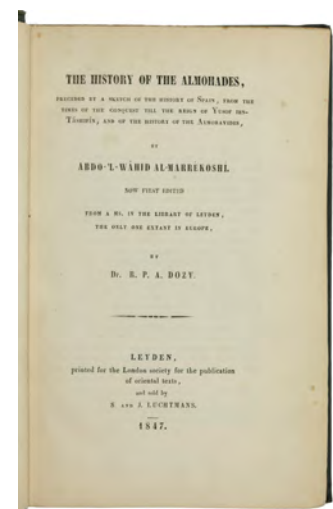 THE HISTORY OF THE ALMOHADES,
PRECEDED BY A SKETCH OF THE HISTORY OF SPAIN, FROM THE
TIMES OF THE CONQUEST TILL THE REIGN OF YUSOF IBN-
TÁSHIFÍN, AND OF THE HISTORY OF THE ALMORAVIDES,
BY
ABDO-'L-WÁHID AL-MARRÉKOSHÍ.
NOW FIRST EDITED
FROM A MS. IN THE LIBRARY OF LEYDEN,
THE ONLY ONE EXTANT IN EUROPE,
BY
Dr. R. P. A. DOZY.
LEYDEN,
printed for the London society for the publication
of oriental texts,
and sold by
S. AND J. LUCHTMANS.
1847.